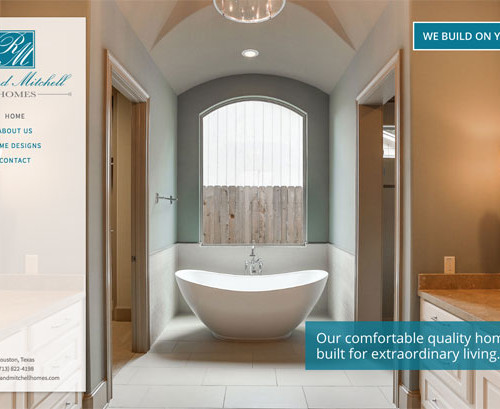 RM
nd Mitchell
HOMES
HOME
ABOUT US
ME DESIGNS
CONTACT
ouston, Texas
713) 822-4198
andmitchellhomes.com
WE BUILD ON Y
Our comfortable quality hom
built for extraordinary living.